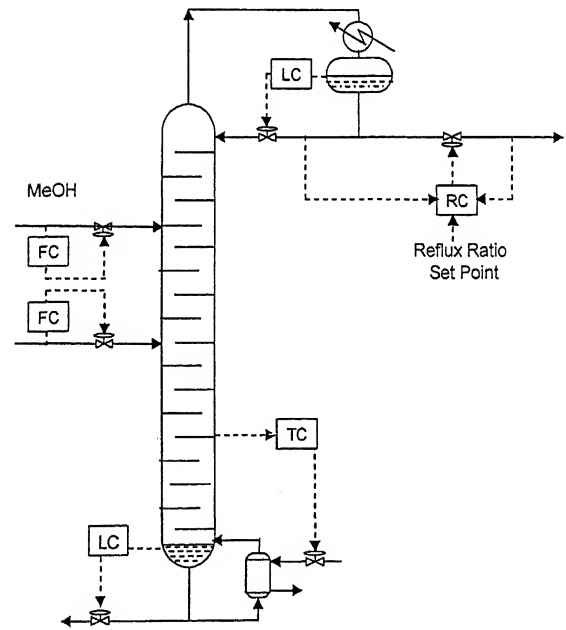 LC
MeOH
FC
RC
Reflux Ratio
Set Point
FC
TC
LC